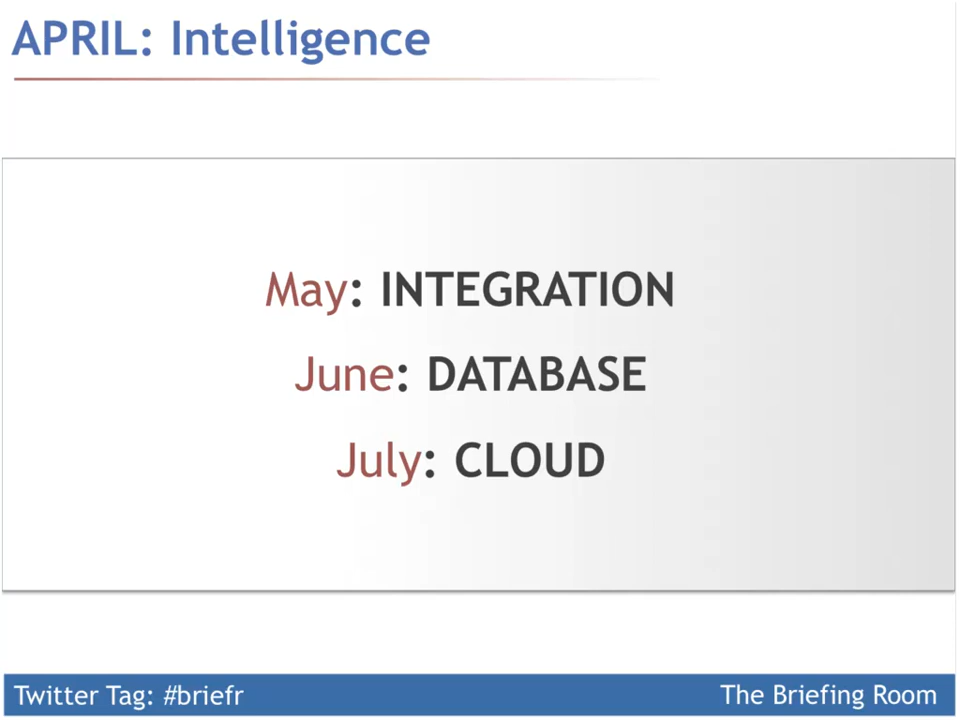 APRIL: Intelligence
May: INTEGRATION
June: DATABASE
July: CLOUD
Twitter Tag: #briefr
The Briefing Room